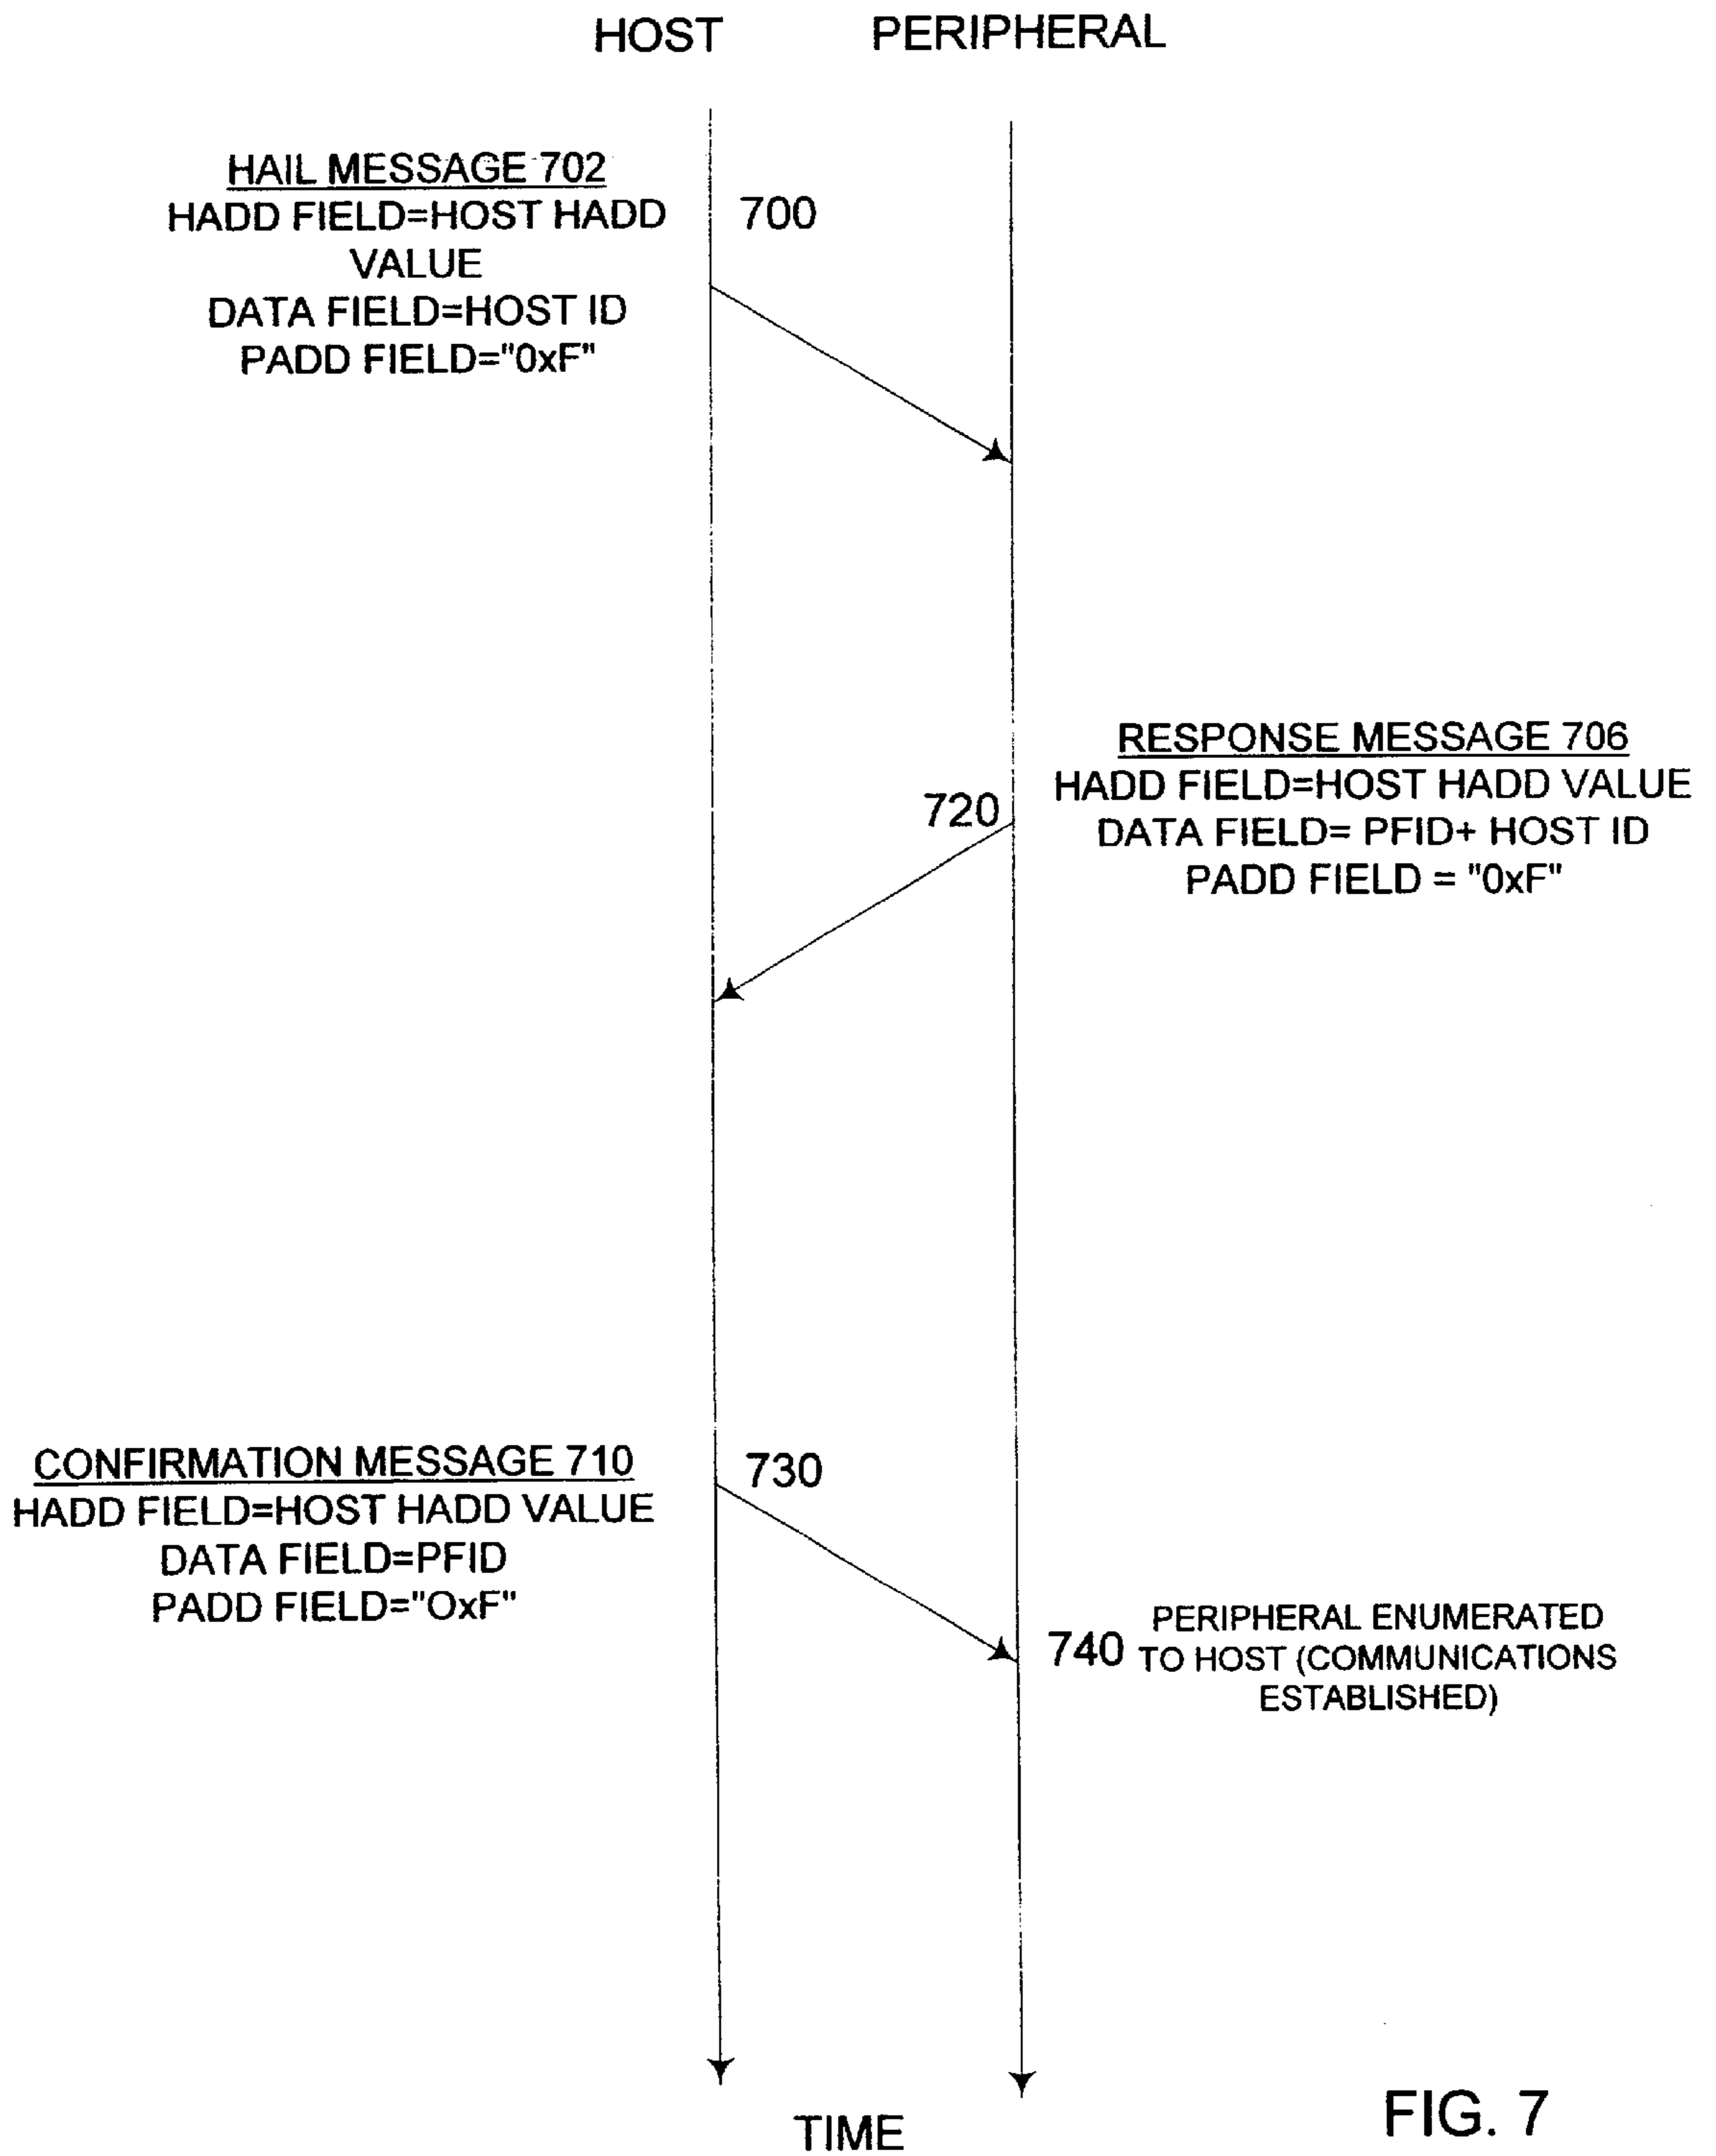 HOST
PERIPHERAL
HAIL MESSAGE 702
HADD FIELD=HOST HADD
VALUE
DATA FIELD=HOST ID
PADD FIELD="0xF"
700
RESPONSE MESSAGE 706
HADD FIELD=HOST HADD VALUE
DATA FIELD= PFID+ HOST ID
PADD FIELD = "0xF"
720
CONFIRMATION MESSAGE 710
HADD FIELD=HOST HADD VALUE
DATA FIELD=PFID
PADD FIELD="OxF"
730
740
PERIPHERAL ENUMERATED
TO HOST (COMMUNICATIONS
ESTABLISHED)
TIME
FIG. 7